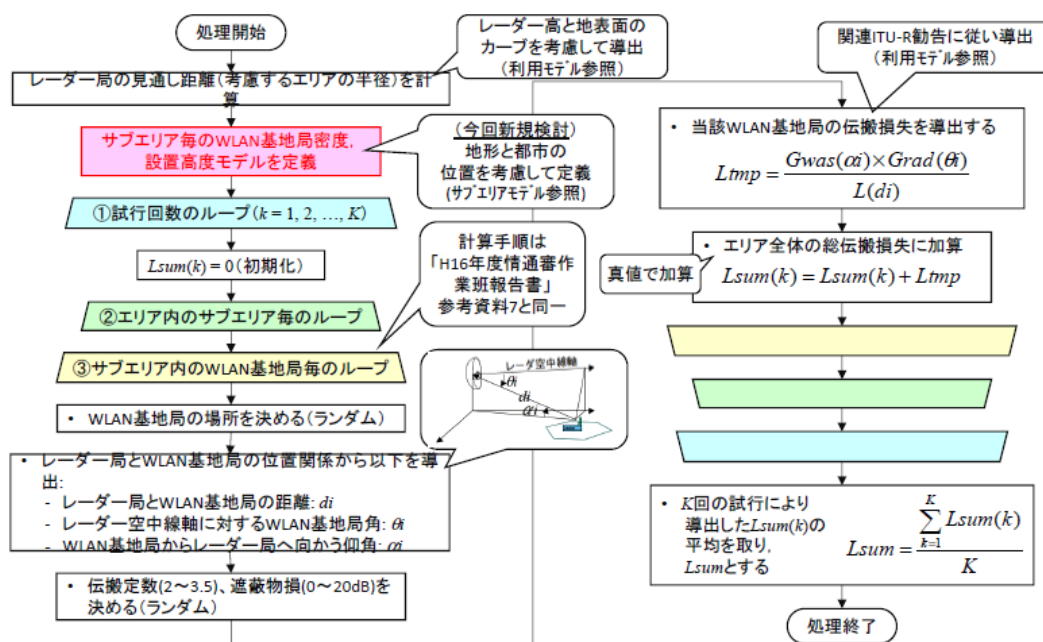 処理開始
レーダー高と地表面の
カーブを考慮して導出
(利用モデル参照)
レーダー局の見通し距離(考慮するエリアの半径)を計
算
サブエリア毎のWLAN基地局密度,
設置高度モデルを定義
(今回新規検討)
地形と都市の
位置を考慮して定義
(サブエリアモデル参照)
①試行回数のループ(k = 1, 2, …, K)
Lsum(k) = 0(初期化)
計算手順は
「H16年度情通審作
業班報告書」
参考資料7と同一
②エリア内のサブエリア毎のループ
③サブエリア内のWLAN基地局毎のループ
レーダ空中線軸
θi
di
αi
• WLAN基地局の場所を決める(ランダム)
• レーダー局とWLAN基地局の位置関係から以下を導
出:
- レーダー局とWLAN基地局の距離: di
- レーダー空中線軸に対するWLAN基地局角: θi
- WLAN基地局からレーダー局へ向かう仰角: αi
• 伝搬定数(2～3.5)、遮蔽物損(0～20dB)を
決める(ランダム)
関連ITU-R勧告に従い導出
(利用モデル参照)
• 当該WLAN基地局の伝搬損失を導出する
Ltmp = Gwas(αi)×Grad(θi) / L(di)
• エリア全体の総伝搬損失に加算
真値で加算
Lsum(k) = Lsum(k) + Ltmp
• K回の試行により
導出したLsum(k)の
平均を取り,
Lsumとする
Lsum = ∑_{k=1}^{K} Lsum(k) / K
処理終了